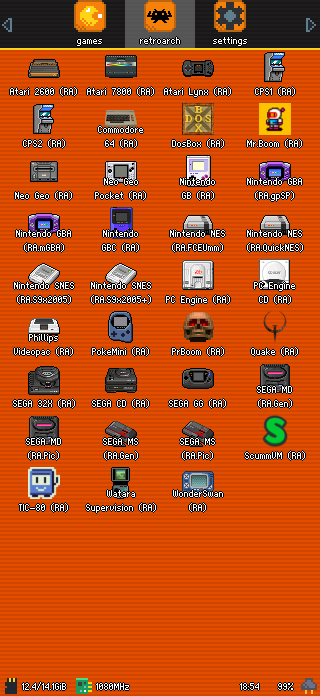 games retroarch settings
Atari 2600 (RA) Atari 7800 (RA) Atari Lynx (RA) CPS1 (RA)
CPS2 (RA) Commodore 64 (RA) DosBox (RA) Mr.Boom (RA)
Neo Geo (RA) Neo Geo Pocket (RA) Nintendo GB (RA) Nintendo GBA (RA.gpSP)
Nintendo GBA (RA.mGBA) Nintendo GBC (RA) Nintendo NES (RA.FCEUmm) Nintendo NES (RA.QuickNES)
Nintendo SNES (RA.S9x2005) Nintendo SNES (RA.S9x2005+) PC Engine (RA) PC Engine CD (RA)
Phillips Videopac (RA) PokeMini (RA) PrBoom (RA) Quake (RA)
SEGA 32X (RA) SEGA CD (RA) SEGA GG (RA) SEGA MD (RA.Gen)
SEGA MD (RA.Pic) SEGA MS (RA.Gen) SEGA MS (RA.Pic) ScummVM (RA)
TIC-80 (RA) Watara Supervision (RA) WonderSwan (RA)
12.4/14.1GiB 1080MHz 18:54 99%